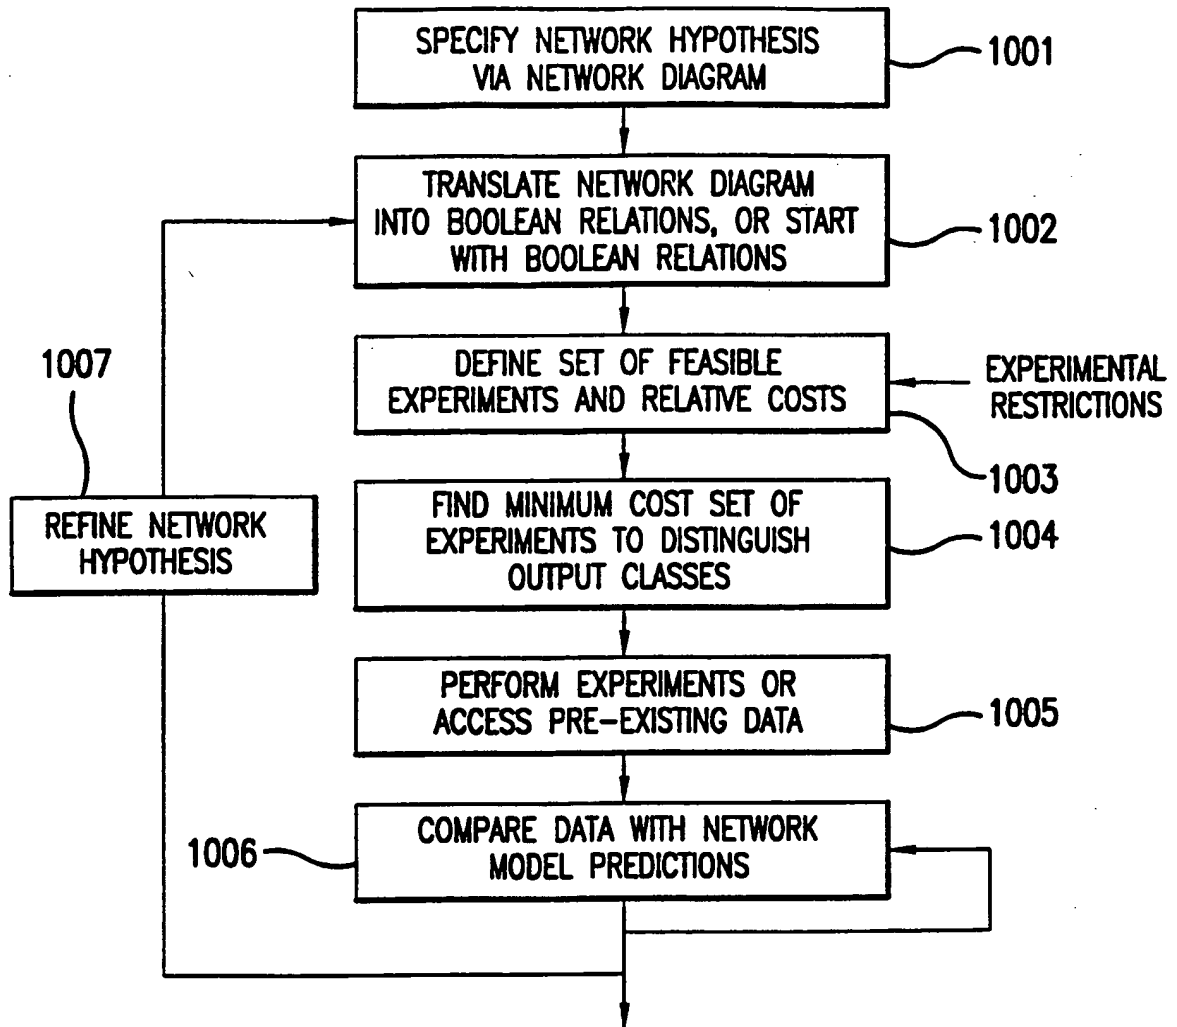 SPECIFY NETWORK HYPOTHESIS
VIA NETWORK DIAGRAM
1001
TRANSLATE NETWORK DIAGRAM
INTO BOOLEAN RELATIONS, OR START
WITH BOOLEAN RELATIONS
1002
1007
DEFINE SET OF FEASIBLE
EXPERIMENTS AND RELATIVE COSTS
EXPERIMENTAL
RESTRICTIONS
1003
REFINE NETWORK
HYPOTHESIS
FIND MINIMUM COST SET OF
EXPERIMENTS TO DISTINGUISH
OUTPUT CLASSES
1004
PERFORM EXPERIMENTS OR
ACCESS PRE-EXISTING DATA
1005
COMPARE DATA WITH NETWORK
MODEL PREDICTIONS
1006